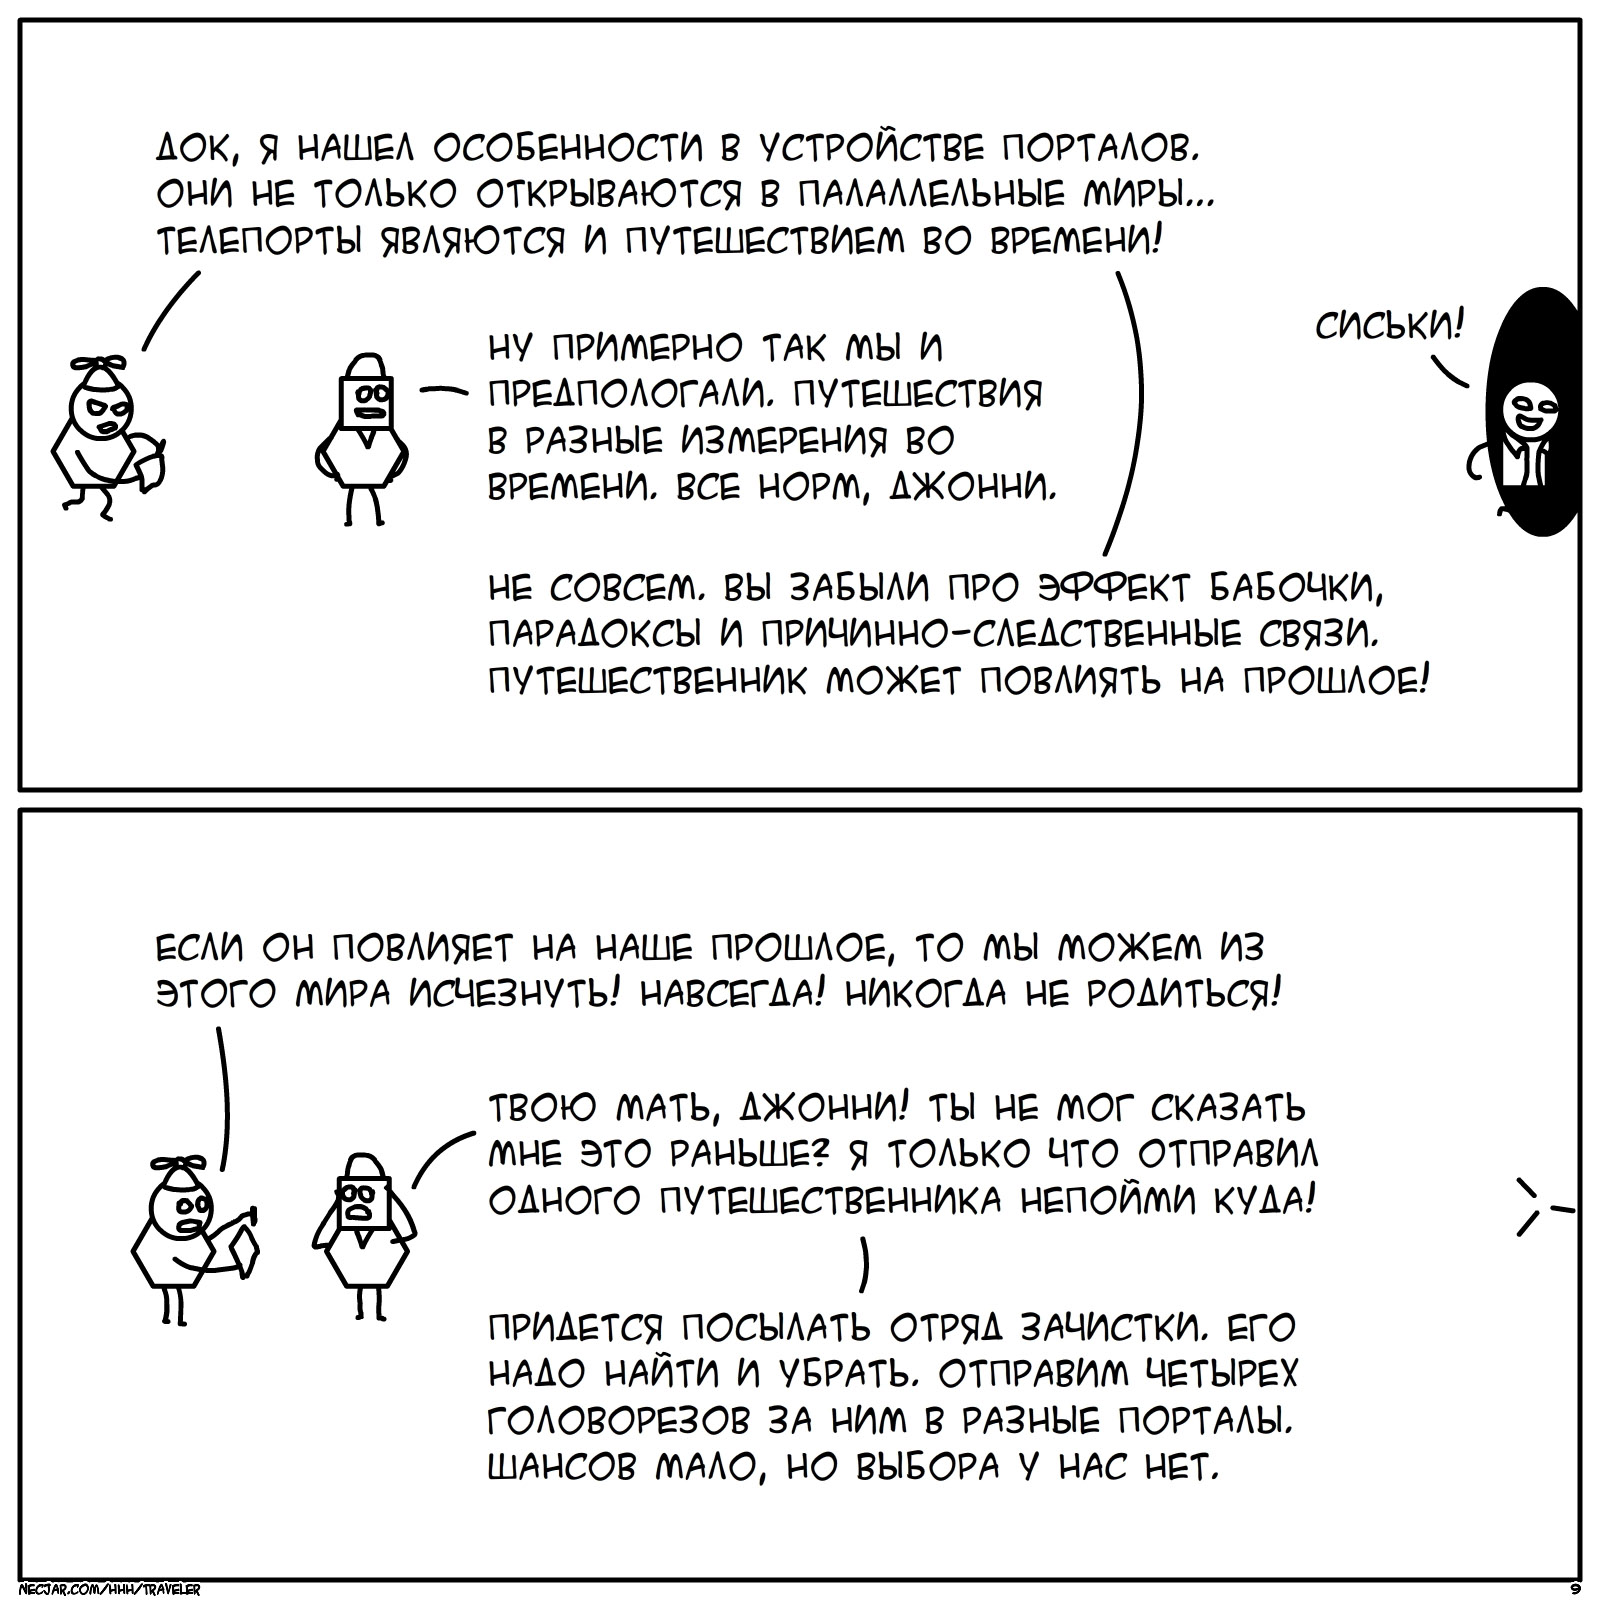 ДОК, Я НАШЕЛ ОСОБЕННОСТИ В УСТРОЙСТВЕ ПОРТАЛОВ.
ОНИ НЕ ТОЛЬКО ОТКРЫВАЮТСЯ В ПАЛАЛЛЕЛЬНЫЕ МИРЫ...
ТЕЛЕПОРТЫ ЯВЛЯЮТСЯ И ПУТЕШЕСТВИЕМ ВО ВРЕМЕНИ!
СИСЬКИ!
НУ ПРИМЕРНО ТАК МЫ И
ПРЕДПОЛОГАЛИ. ПУТЕШЕСТВИЯ
В РАЗНЫЕ ИЗМЕРЕНИЯ ВО
ВРЕМЕНИ. ВСЕ НОРМ, ДЖОННИ.
НЕ СОВСЕМ. ВЫ ЗАБЫЛИ ПРО ЭФФЕКТ БАБОЧКИ,
ПАРАДОКСЫ И ПРИЧИННО-СЛЕДСТВЕННЫЕ СВЯЗИ.
ПУТЕШЕСТВЕННИК МОЖЕТ ПОВЛИЯТЬ НА ПРОШЛОЕ!
ЕСЛИ ОН ПОВЛИЯЕТ НА НАШЕ ПРОШЛОЕ, ТО МЫ МОЖЕМ ИЗ
ЭТОГО МИРА ИСЧЕЗНУТЬ! НАВСЕГДА! НИКОГДА НЕ РОДИТЬСЯ!
ТВОЮ МАТЬ, ДЖОННИ! ТЫ НЕ МОГ СКАЗАТЬ
МНЕ ЭТО РАНЬШЕ? Я ТОЛЬКО ЧТО ОТПРАВИЛ
ОДНОГО ПУТЕШЕСТВЕННИКА НЕПОЙМИ КУДА!
ПРИДЕТСЯ ПОСЫЛАТЬ ОТРЯД ЗАЧИСТКИ. ЕГО
НАДО НАЙТИ И УБРАТЬ. ОТПРАВИМ ЧЕТЫРЕХ
ГОЛОВОРЕЗОВ ЗА НИМ В РАЗНЫЕ ПОРТАЛЫ.
ШАНСОВ МАЛО, НО ВЫБОРА У НАС НЕТ.
NECJAR.COM/HHH/TRAVELER
9